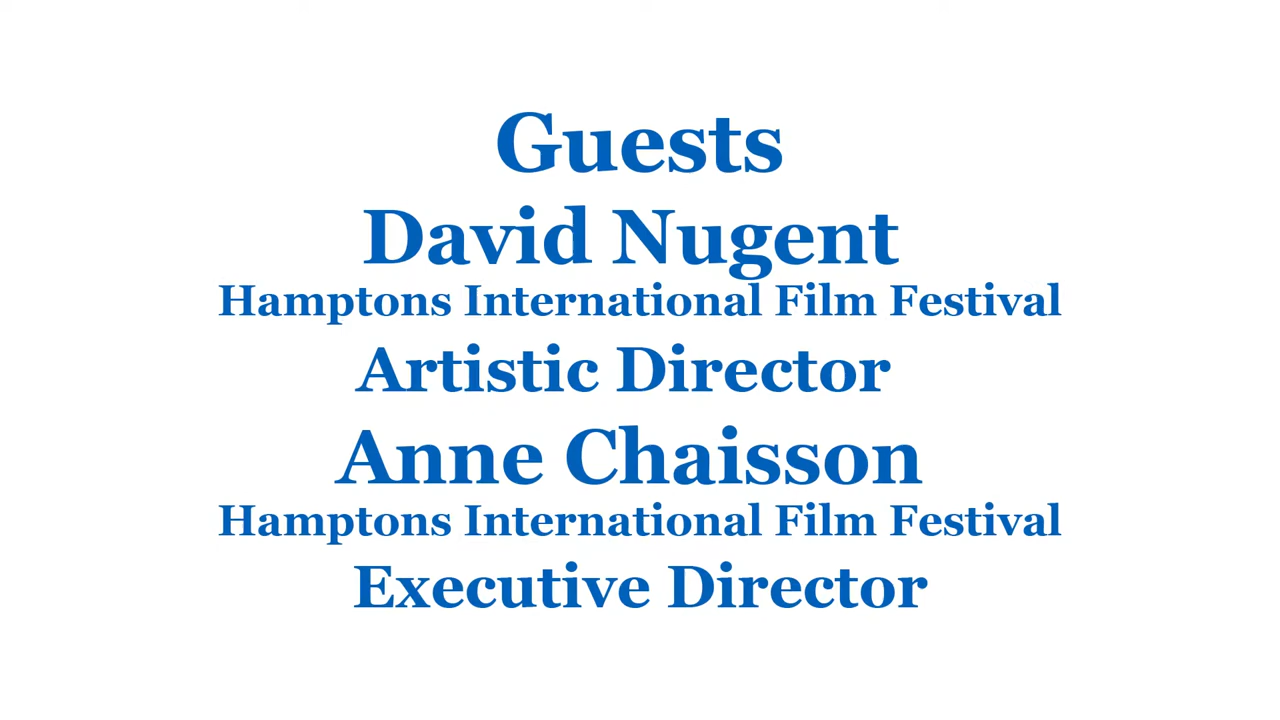 Guests
David Nugent
Hamptons International Film Festival
Artistic Director
Anne Chaisson
Hamptons International Film Festival
Executive Director